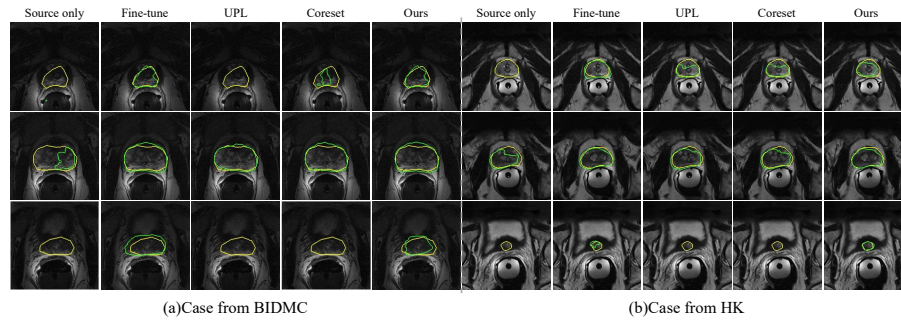 Source only Fine-tune UPL Coreset Ours Source only Fine-tune UPL Coreset Ours
(a)Case from BIDMC (b)Case from HK